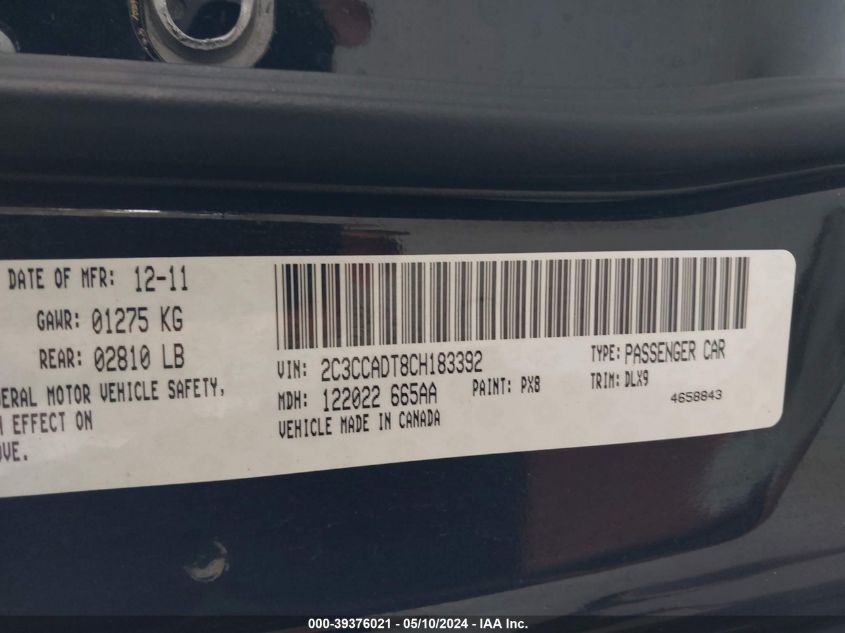 DATE OF MFR: 12-11
GAWR: 01275 KG
REAR: 02810 LB
MOTOR VEHICLE SAFETY,
EFFECT ON
VIN: 2C3CCADT8CH183392
TYPE: PASSENGER CAR
MDH: 122022 665AA
PAINT: PX8
TRIM: DLX9
VEHICLE MADE IN CANADA
4658843
000-39376021 - 05/10/2024 - IAA Inc.